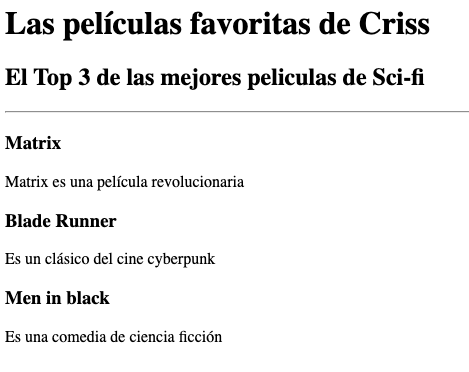 Las películas favoritas de Criss
El Top 3 de las mejores peliculas de Sci-fi
Matrix
Matrix es una película revolucionaria
Blade Runner
Es un clásico del cine cyberpunk
Men in black
Es una comedia de ciencia ficción